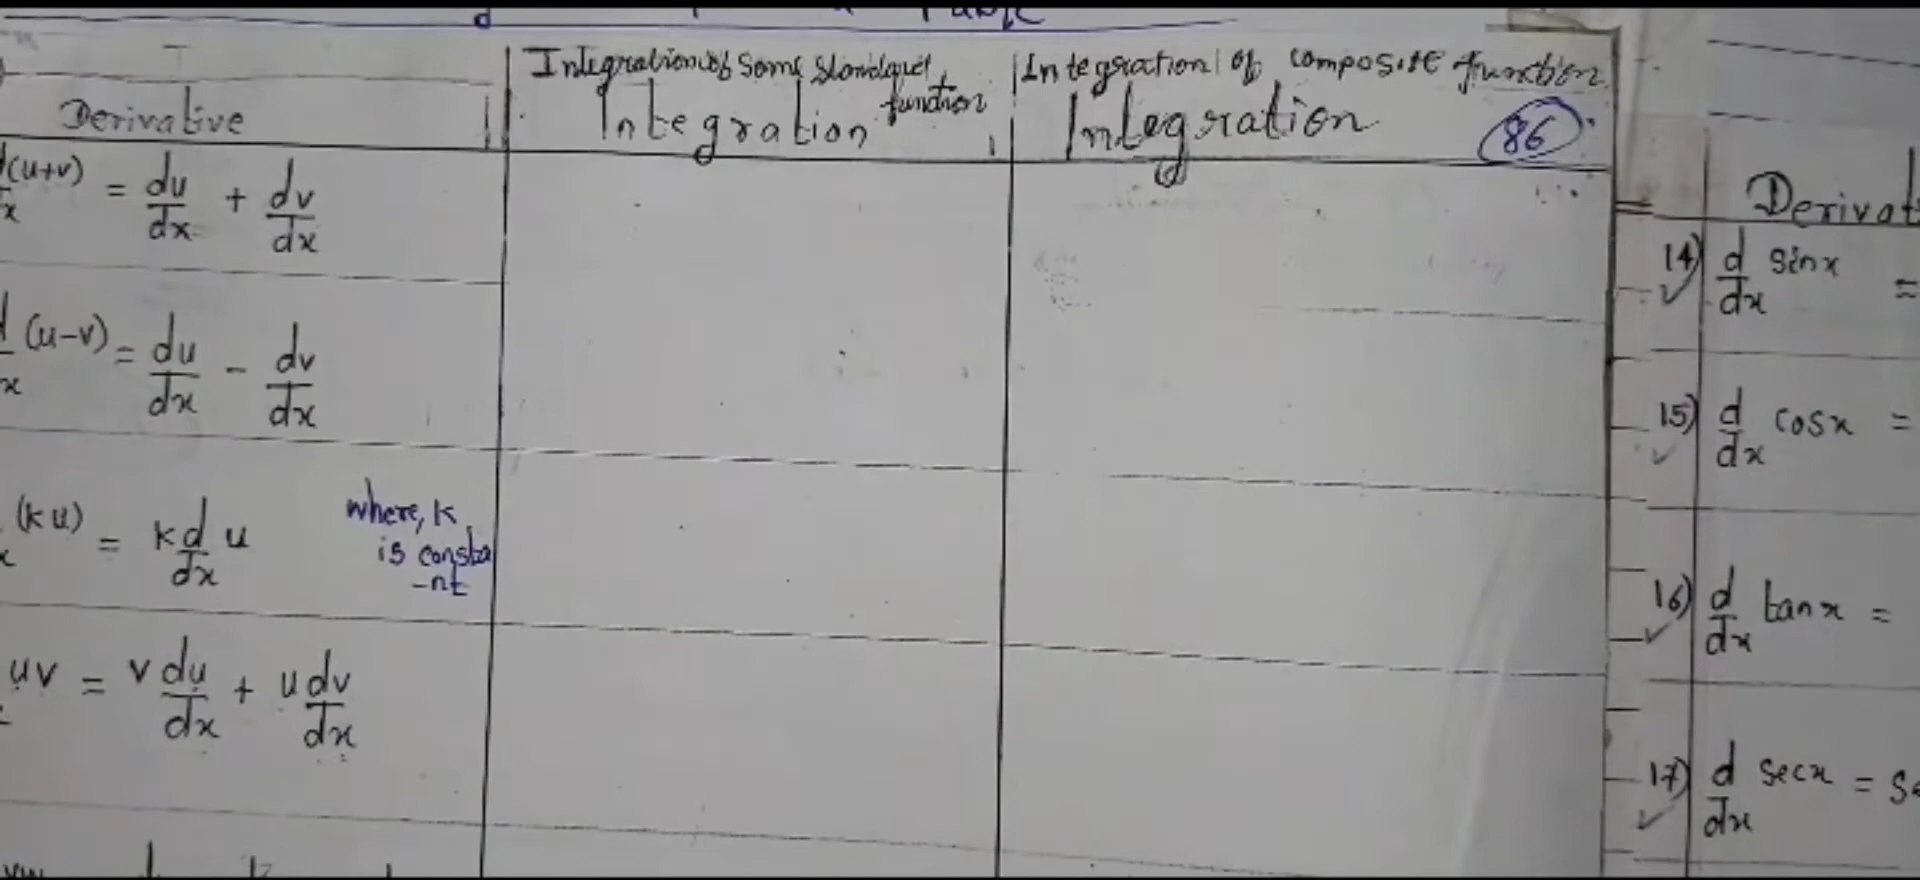 Derivative
Integration of some standard function
Integration
Integration of composite function
Integration
86
(u+v) = du/dx + dv/dx
(u-v) = du/dx - dv/dx
(ku) = k d/dx u
where, k
is consta
-nt
uv = v du/dx + u dv/dx
Derivat
14) d/dx sinx =
15) d/dx cosx =
16) d/dx tanx =
17) d/dx secx = se